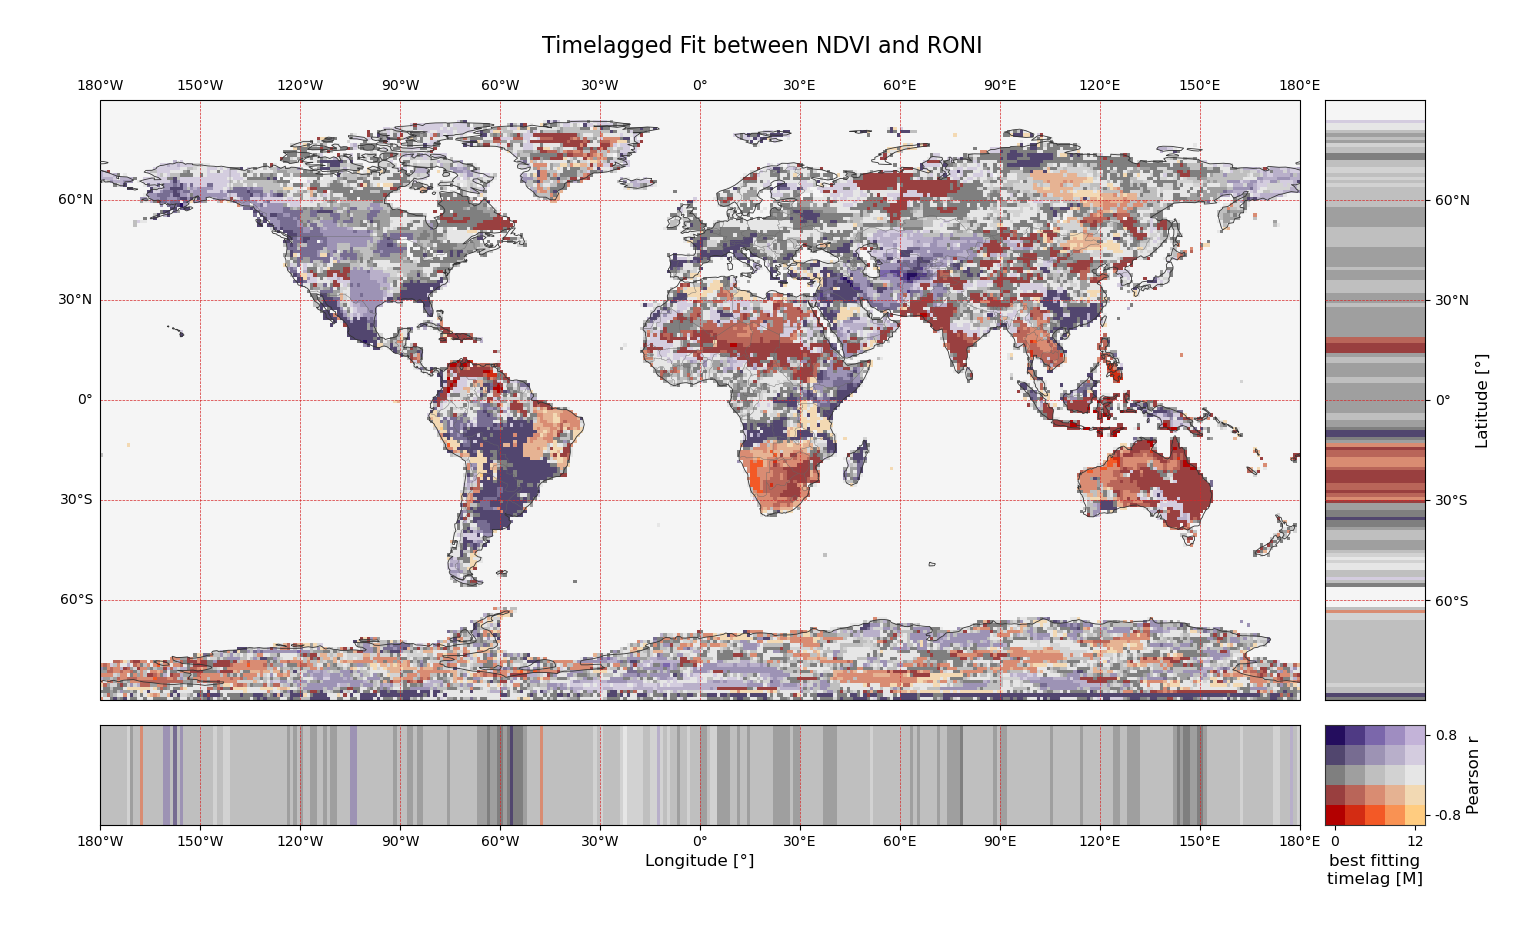 Timelagged Fit between NDVI and RONI
180°W 150°W 120°W 90°W 60°W 30°W 0° 30°E 60°E 90°E 120°E 150°E 180°E
60°N 60°N
30°N 30°N
0° 0°
30°S 30°S
60°S 60°S
Latitude [°]
180°W 150°W 120°W 90°W 60°W 30°W 0° 30°E 60°E 90°E 120°E 150°E 180°E
Longitude [°]
0.8
-0.8
Pearson r
0 12
best fitting
timelag [M]